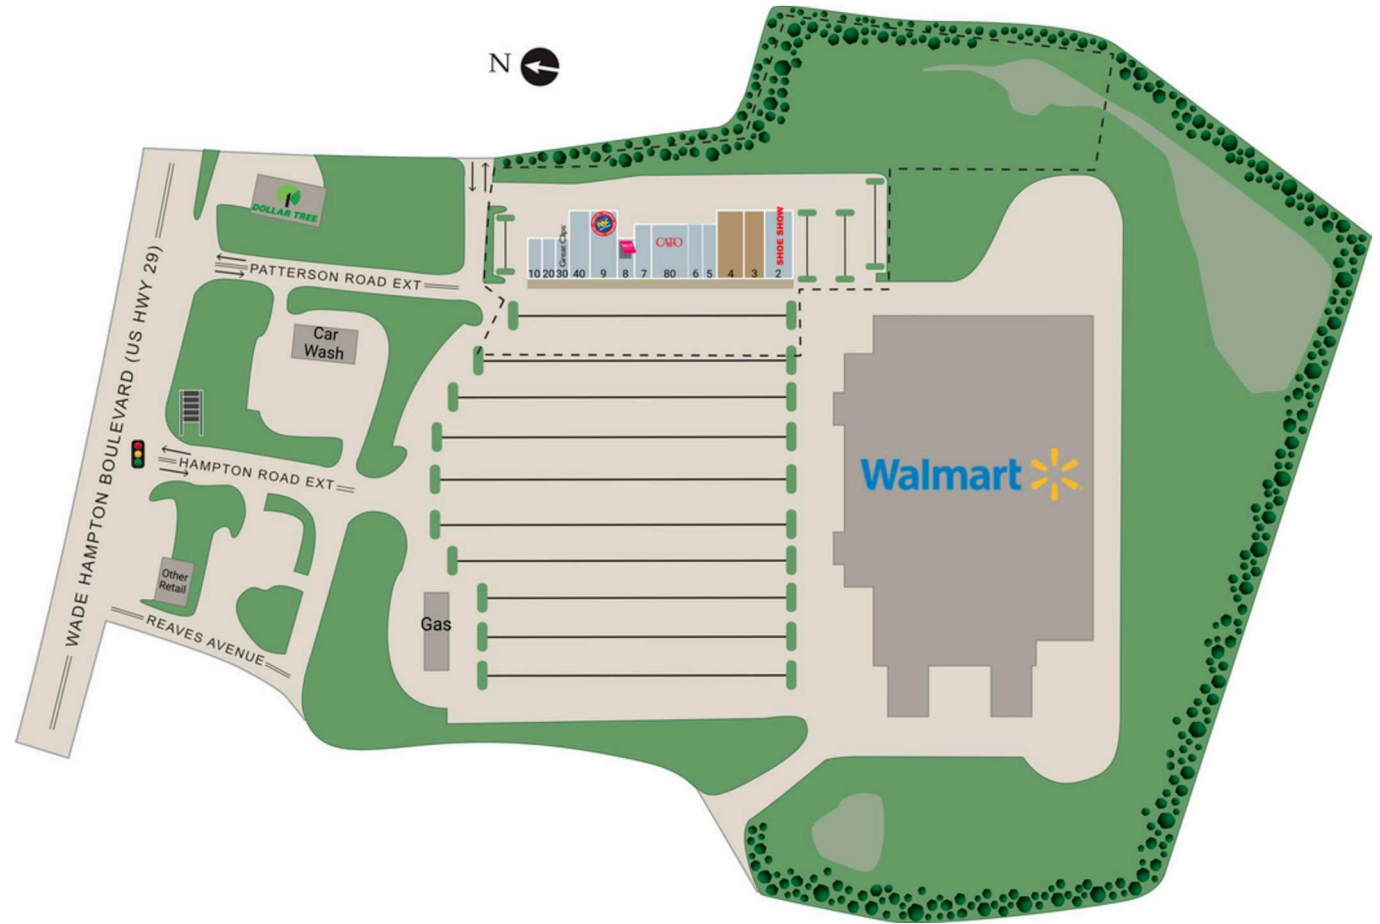 N
DOLLAR TREE
PATTERSON ROAD EXT
Car
Wash
WADE HAMPTON BOULEVARD (US HWY 29)
HAMPTON ROAD EXT
Other
Retail
REAVES AVENUE
Gas
Great Clips
CATO
SHOE SHOW
10 20 30 40 9 8 7 80 6 5 4 3 2
Walmart